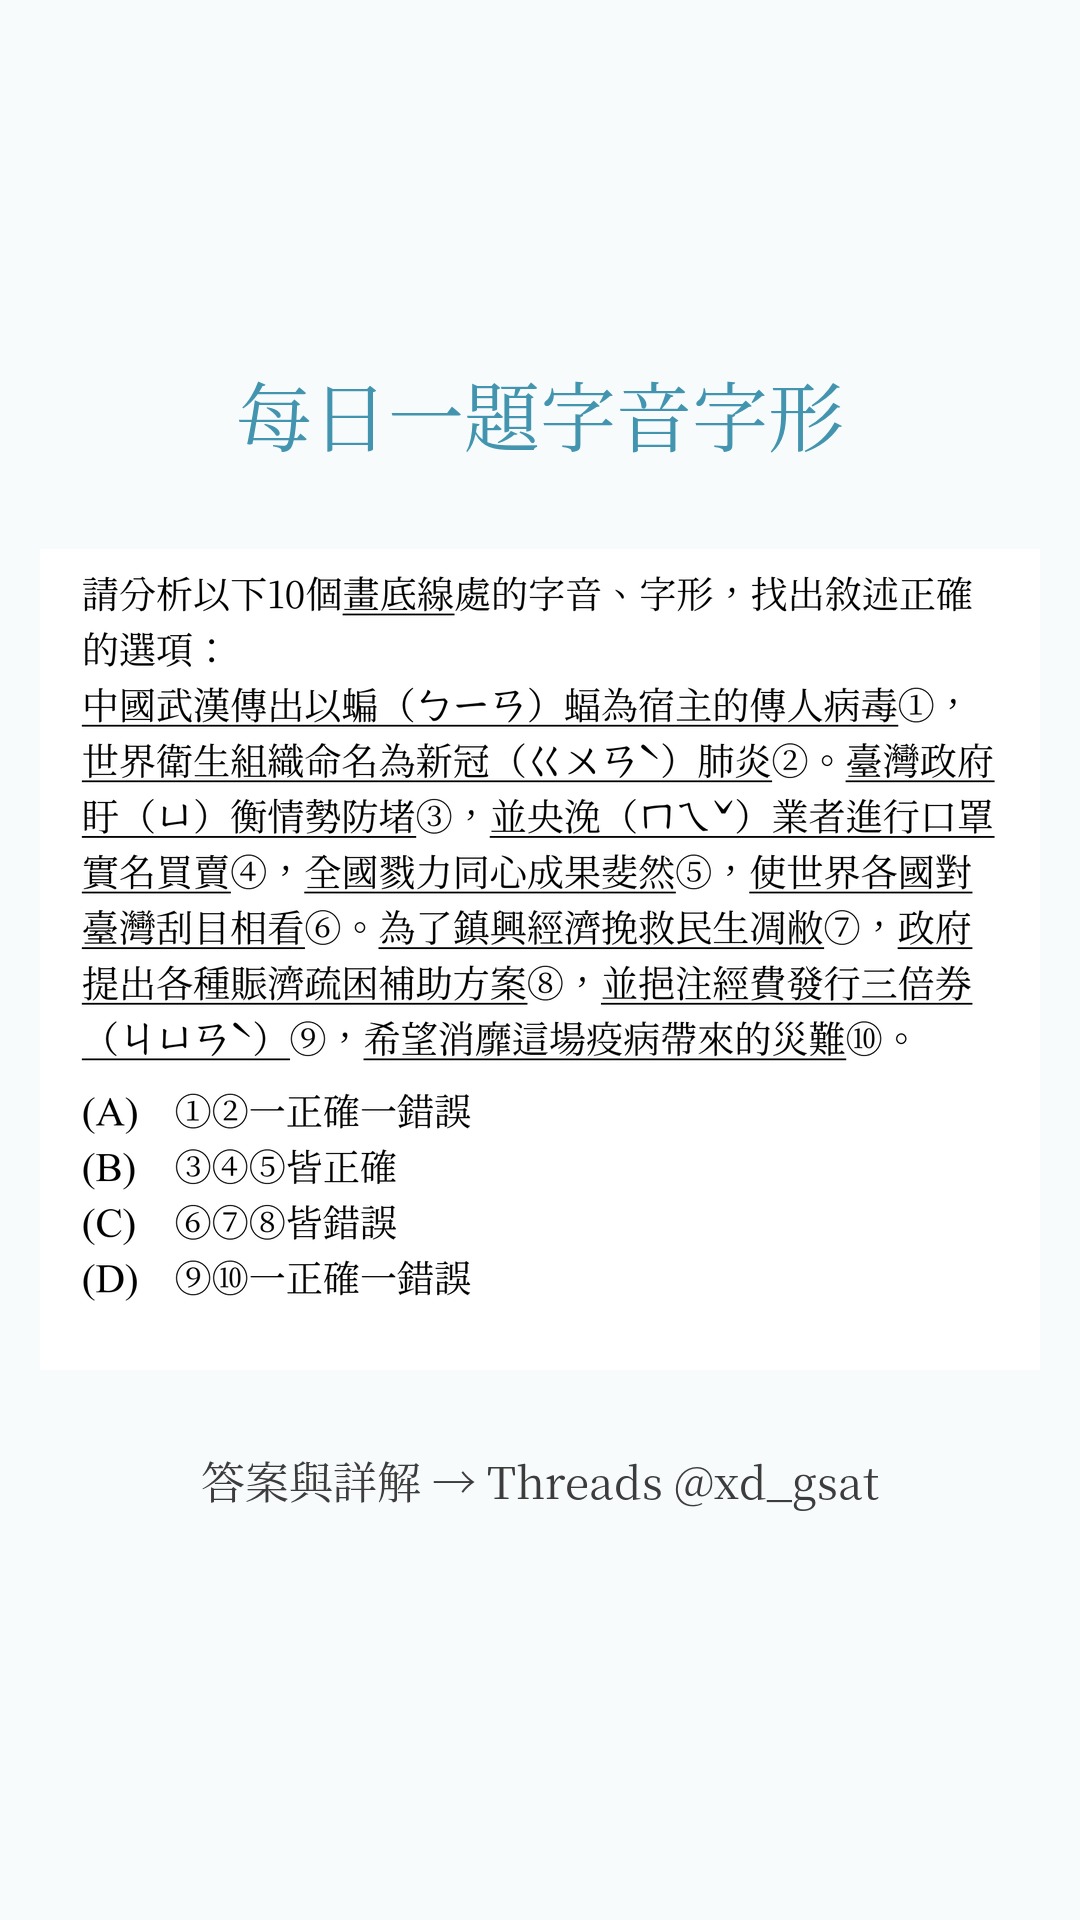 每日一題字音字形
請分析以下10個畫底線處的字音、字形，找出敘述正確
的選項：
中國武漢傳出以蝙（ㄅㄧㄢ）蝠為宿主的傳人病毒①，
世界衛生組織命名為新冠（ㄍㄨㄢˋ）肺炎②。臺灣政府
盱（ㄩ）衡情勢防堵③，並央浼（ㄇㄟˇ）業者進行口罩
實名買賣④，全國戮力同心成果斐然⑤，使世界各國對
臺灣刮目相看⑥。為了鎮興經濟挽救民生凋敝⑦，政府
提出各種賑濟疏困補助方案⑧，並挹注經費發行三倍券
（ㄐㄩㄢˋ）⑨，希望消靡這場疫病帶來的災難⑩。
(A) ①②一正確一錯誤
(B) ③④⑤皆正確
(C) ⑥⑦⑧皆錯誤
(D) ⑨⑩一正確一錯誤
答案與詳解 → Threads @xd_gsat